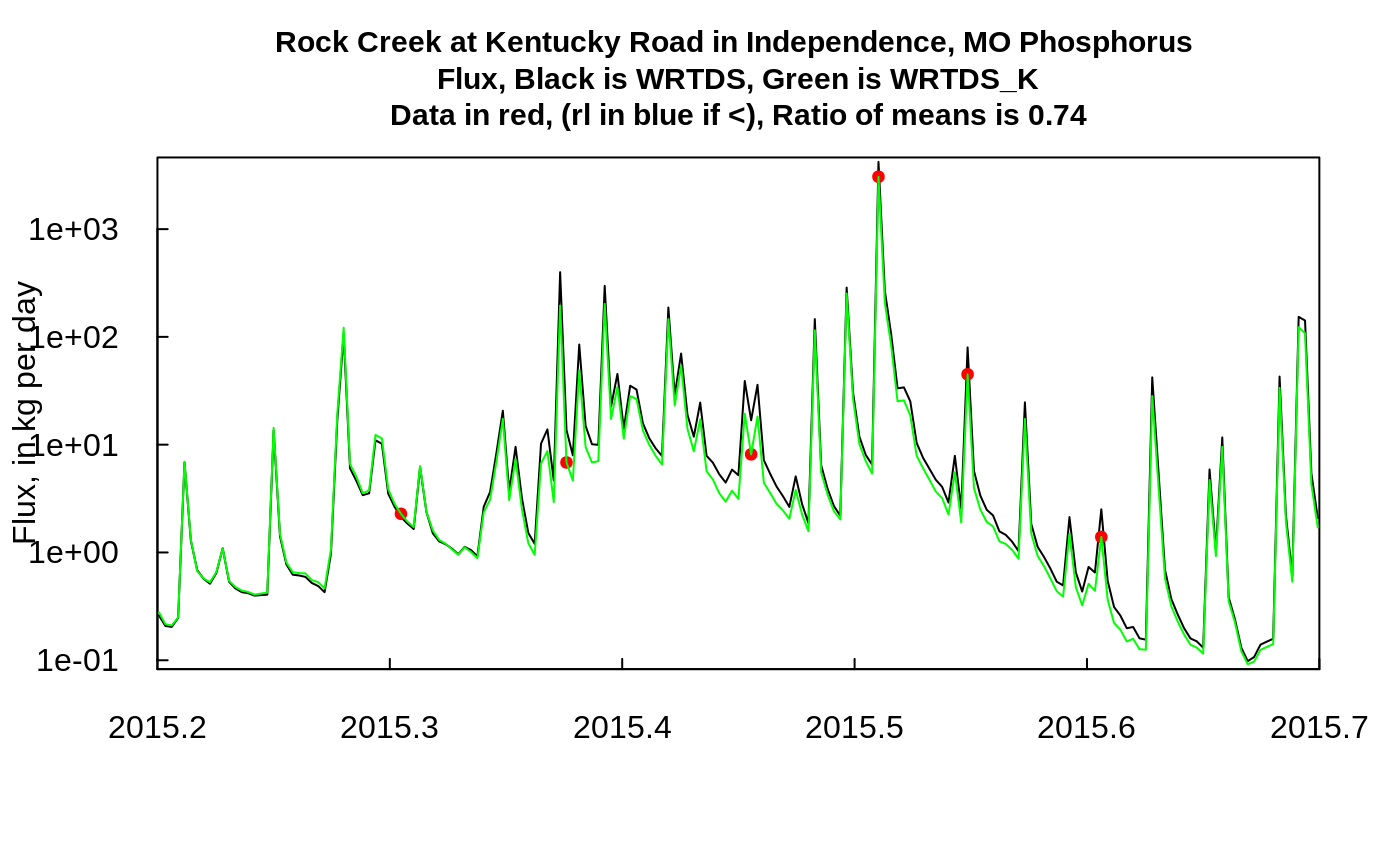 Rock Creek at Kentucky Road in Independence, MO Phosphorus
Flux, Black is WRTDS, Green is WRTDS_K
Data in red, (rl in blue if <), Ratio of means is 0.74
Flux, in kg per day
1e+03
1e+02
1e+01
1e+00
1e-01
2015.2 2015.3 2015.4 2015.5 2015.6 2015.7